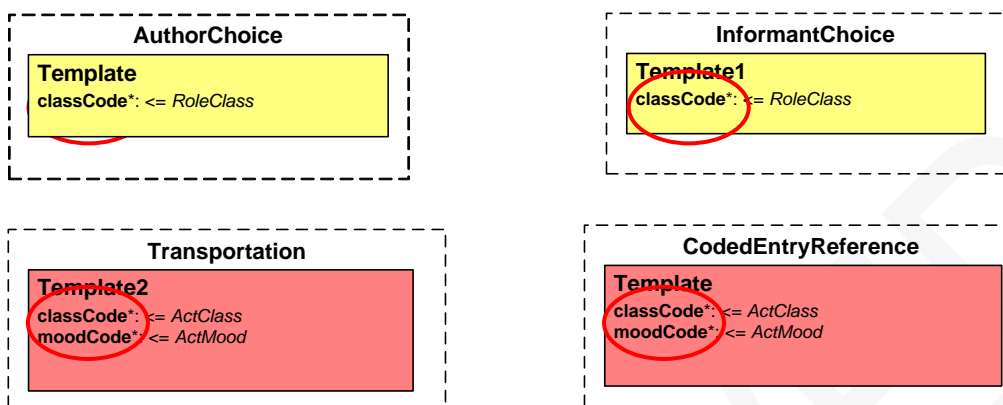 AuthorChoice
Template
classCode*: <= RoleClass
InformantChoice
Template1
classCode*: <= RoleClass
Transportation
Template2
classCode*: <= ActClass
moodCode*: <= ActMood
CodedEntryReference
Template
classCode*: <= ActClass
moodCode*: <= ActMood